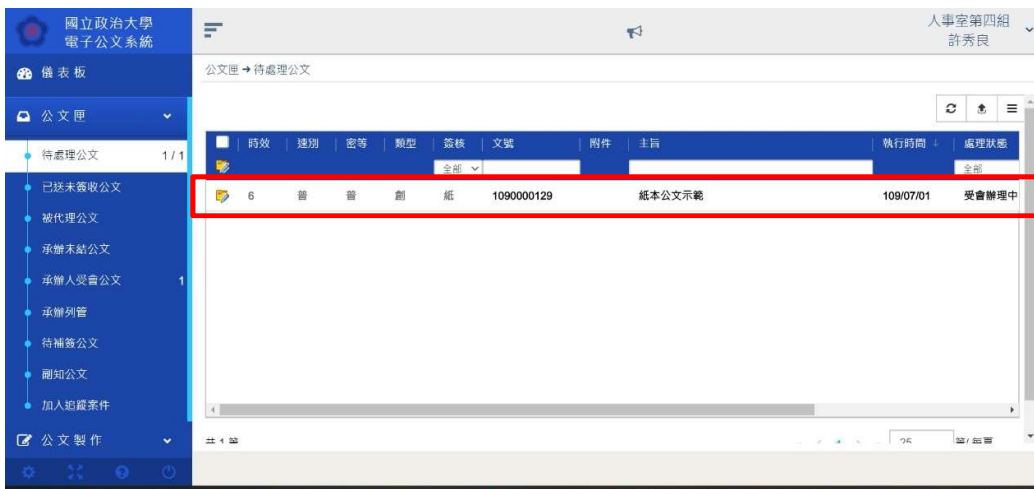 國立政治大學
電子公文系統
人事室第四組
許秀良
儀表板
公文匣➔待處理公文
公文匣
待處理公文 1 / 1
已送未簽收公文
被代理公文
承辦未結公文
承辦人受會公文 1
承辦列管
待補簽公文
副知公文
加入追蹤案件
公文製作
時效 速別 密等 類型 簽核 文號 附件 主旨 執行時間 ↓ 處理狀態
全部 全部
6 普 普 創 紙 1090000129 紙本公文示範 109/07/01 受會辦理中
共 1 筆 25 筆/ 每頁